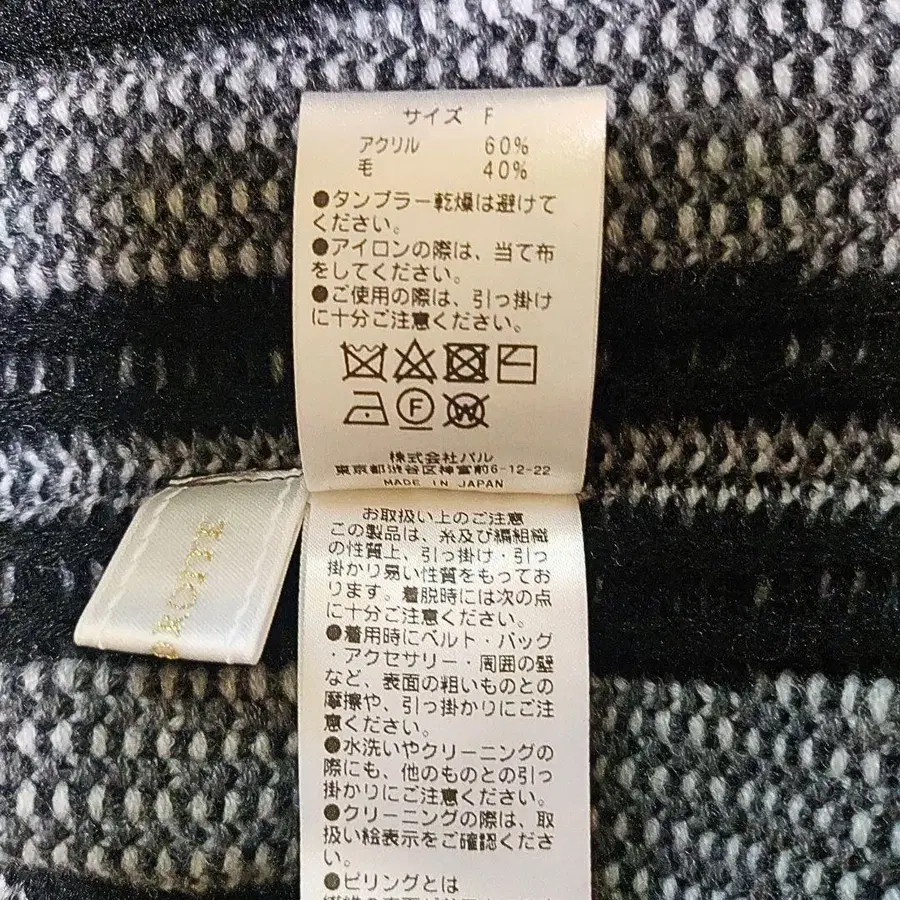 サイズ F
アクリル 60%
毛 40%
●タンブラー乾燥は避けて
ください。
●アイロンの際は、当て布
をしてください。
●ご使用の際は、引っ掛け
に十分ご注意ください。
F
W
株式会社パル
東京都渋谷区神宮前6-12-22
MADE IN JAPAN
お取扱い上のご注意
この製品は、糸及び編組織
の性質上、引っ掛け・引っ
掛かり易い性質をもってお
ります。着脱時には次の点
に十分ご注意ください。
●着用時にベルト・バッグ
・アクセサリー・周囲の壁
など、表面の粗いものとの
摩擦や、引っ掛かりにご注
意ください。
●水洗いやクリーニングの
際にも、他のものとの引っ
掛かりにご注意ください。
●クリーニングの際は、取
扱い絵表示をご確認くださ
い。
●ピリングとは